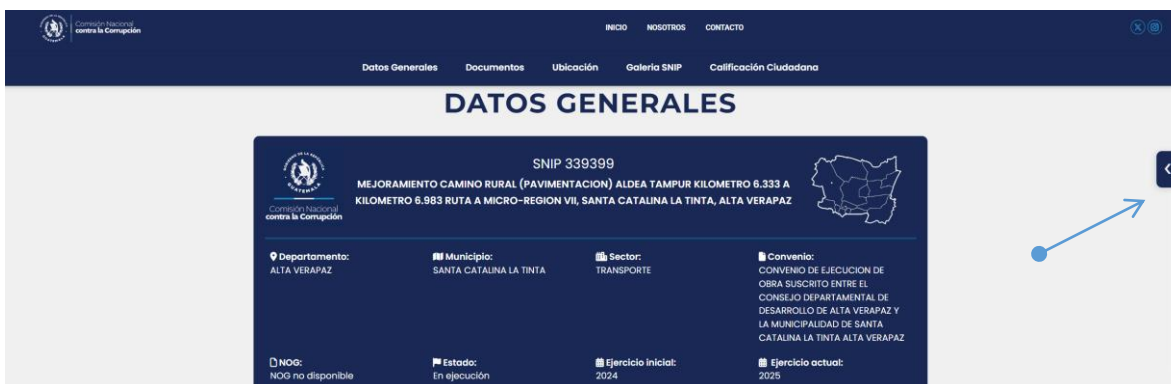 Comisión Nacional
contra la Corrupción
INICIO NOSOTROS CONTACTO
Datos Generales Documentos Ubicación Galería SNIP Calificación Ciudadana
DATOS GENERALES
SNIP 339399
MEJORAMIENTO CAMINO RURAL (PAVIMENTACION) ALDEA TAMPUR KILOMETRO 6.333 A
KILOMETRO 6.983 RUTA A MICRO-REGION VII, SANTA CATALINA LA TINTA, ALTA VERAPAZ
GUATEMALA
Comisión Nacional
contra la Corrupción
Departamento:
ALTA VERAPAZ
Municipio:
SANTA CATALINA LA TINTA
Sector:
TRANSPORTE
Convenio:
CONVENIO DE EJECUCION DE
OBRA SUSCRITO ENTRE EL
CONSEJO DEPARTAMENTAL DE
DESARROLLO DE ALTA VERAPAZ Y
LA MUNICIPALIDAD DE SANTA
CATALINA LA TINTA ALTA VERAPAZ
NOG:
NOG no disponible
Estado:
En ejecución
Ejercicio inicial:
2024
Ejercicio actual:
2025